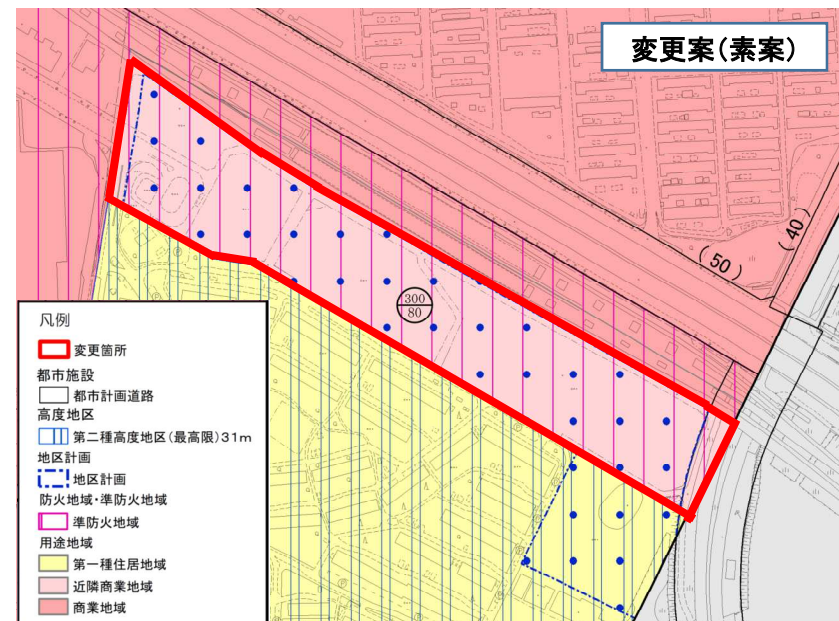 変更案(素案)
(40)
(50)
300
80
凡例
変更箇所
都市施設
都市計画道路
高度地区
第二種高度地区(最高限)31m
地区計画
地区計画
防火地域・準防火地域
準防火地域
用途地域
第一種住居地域
近隣商業地域
商業地域